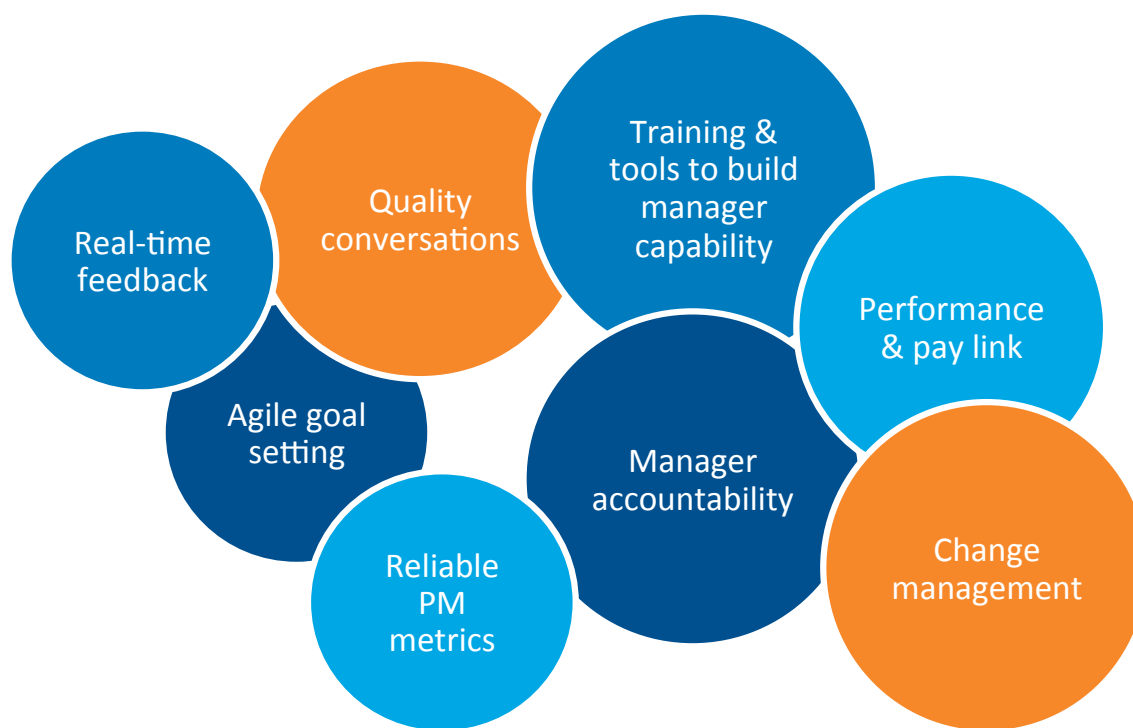 Real-time
feedback
Quality
conversations
Training &
tools to build
manager
capability
Performance
& pay link
Agile goal
setting
Manager
accountability
Reliable
PM
metrics
Change
management